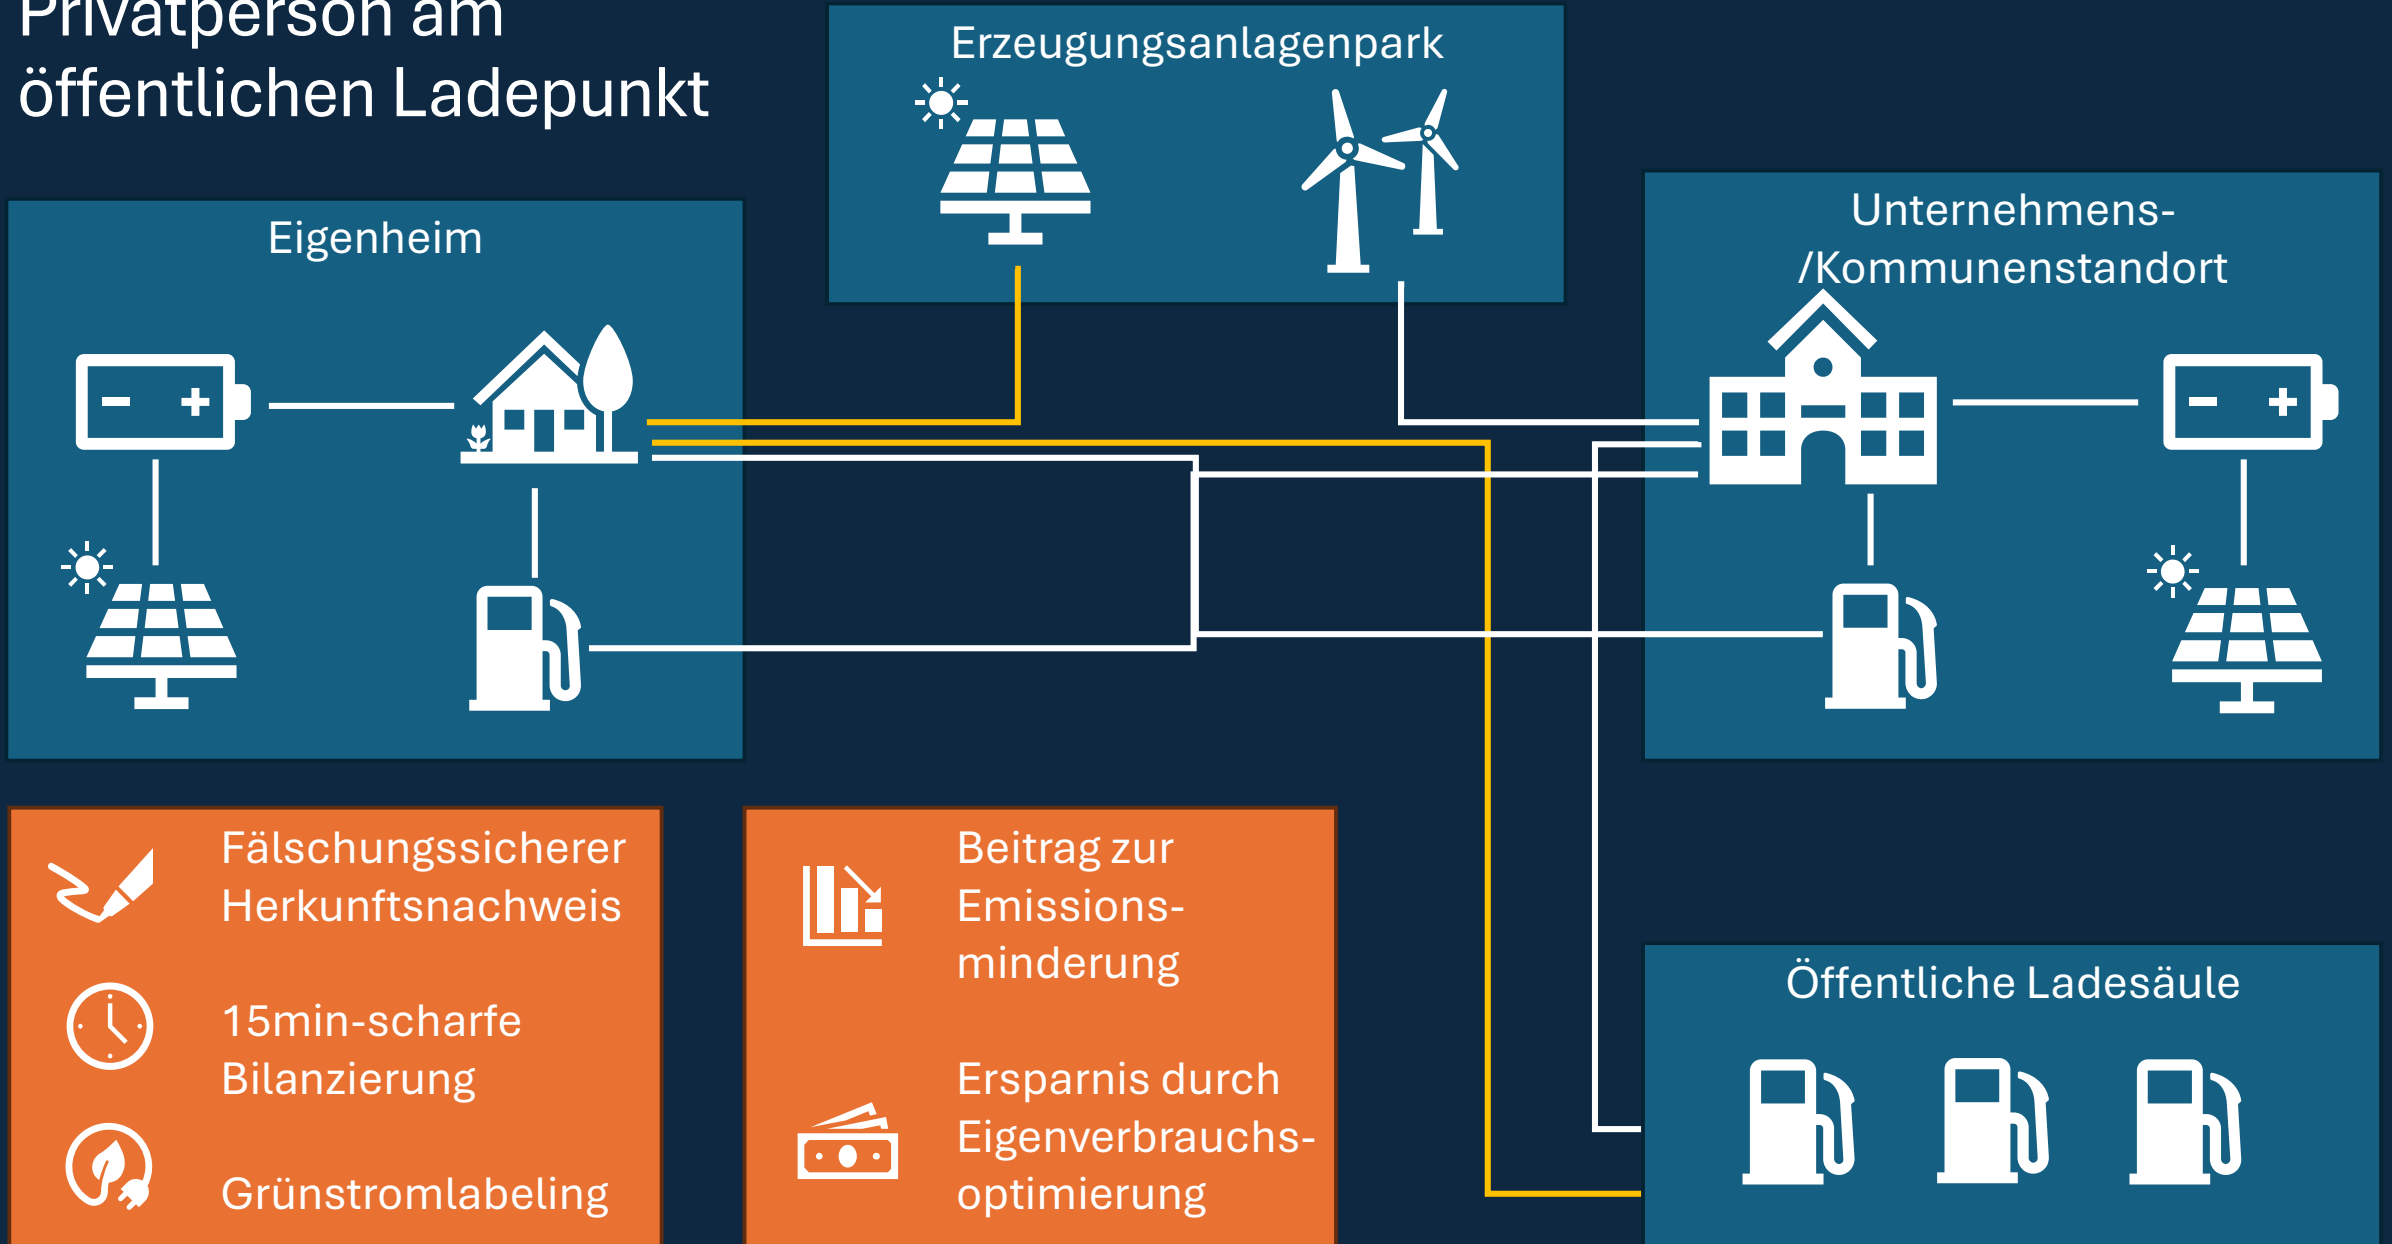 Privatperson am
öffentlichen Ladepunkt
Erzeugungsanlagenpark
Eigenheim
Unternehmens-
/Kommunenstandort
Fälschungssicherer
Herkunftsnachweis
15min-scharfe
Bilanzierung
Grünstromlabeling
Beitrag zur
Emissions-
minderung
Ersparnis durch
Eigenverbrauchs-
optimierung
Öffentliche Ladesäule